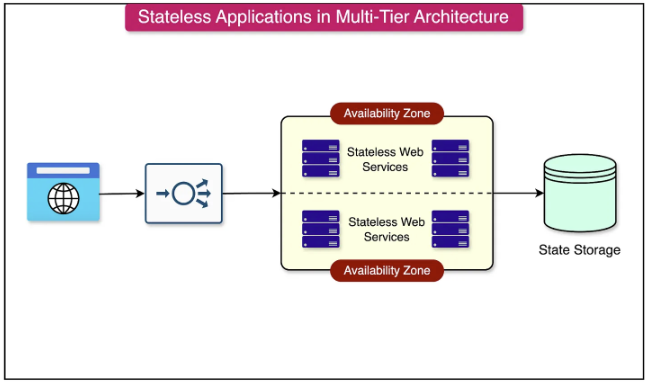 Stateless Applications in Multi-Tier Architecture
Availability Zone
Stateless Web
Services
Stateless Web
Services
Availability Zone
State Storage